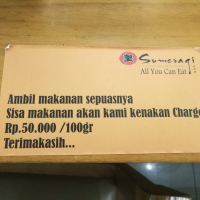 Sumeragi
All You Can Eat
Ambil makanan sepuasnya
Sisa makanan akan kami kenakan Charge
Rp.50.000 /100gr
Terimakasih...